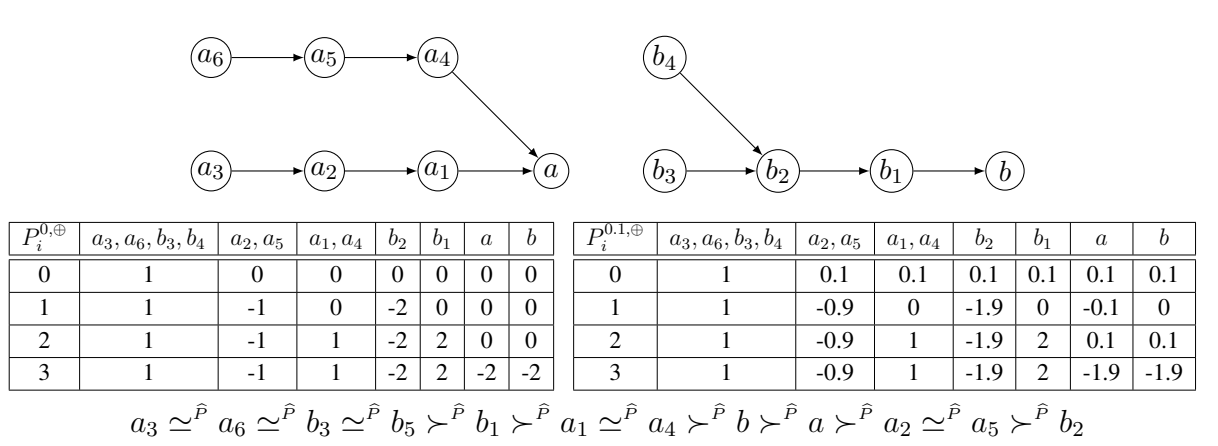 a₆ a₅ a₄ b₄
a₃ a₂ a₁ a b₃ b₂ b₁ b
Pᵢ^{0,⊕} a₃, a₆, b₃, b₄ a₂, a₅ a₁, a₄ b₂ b₁ a b
0 1 0 0 0 0 0 0
1 1 -1 0 -2 0 0 0
2 1 -1 1 -2 2 0 0
3 1 -1 1 -2 2 -2 -2
Pᵢ^{0.1,⊕} a₃, a₆, b₃, b₄ a₂, a₅ a₁, a₄ b₂ b₁ a b
0 1 0.1 0.1 0.1 0.1 0.1 0.1
1 1 -0.9 0 -1.9 0 -0.1 0
2 1 -0.9 1 -1.9 2 0.1 0.1
3 1 -0.9 1 -1.9 2 -1.9 -1.9
a₃ ≃^P̂ a₆ ≃^P̂ b₃ ≃^P̂ b₅ ≻^P̂ b₁ ≻^P̂ a₁ ≃^P̂ a₄ ≻^P̂ b ≻^P̂ a ≻^P̂ a₂ ≃^P̂ a₅ ≻^P̂ b₂